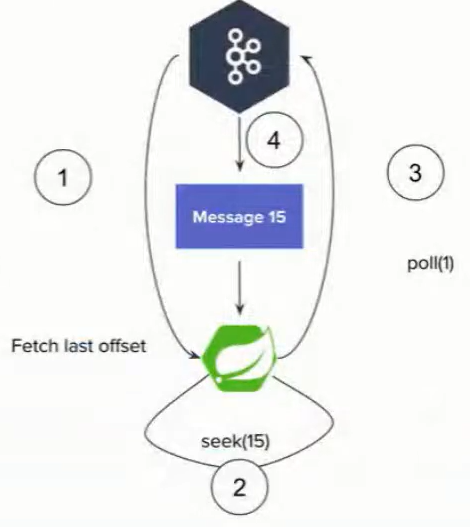 4
1
3
Message 15
poll(1)
Fetch last offset
seek(15)
2